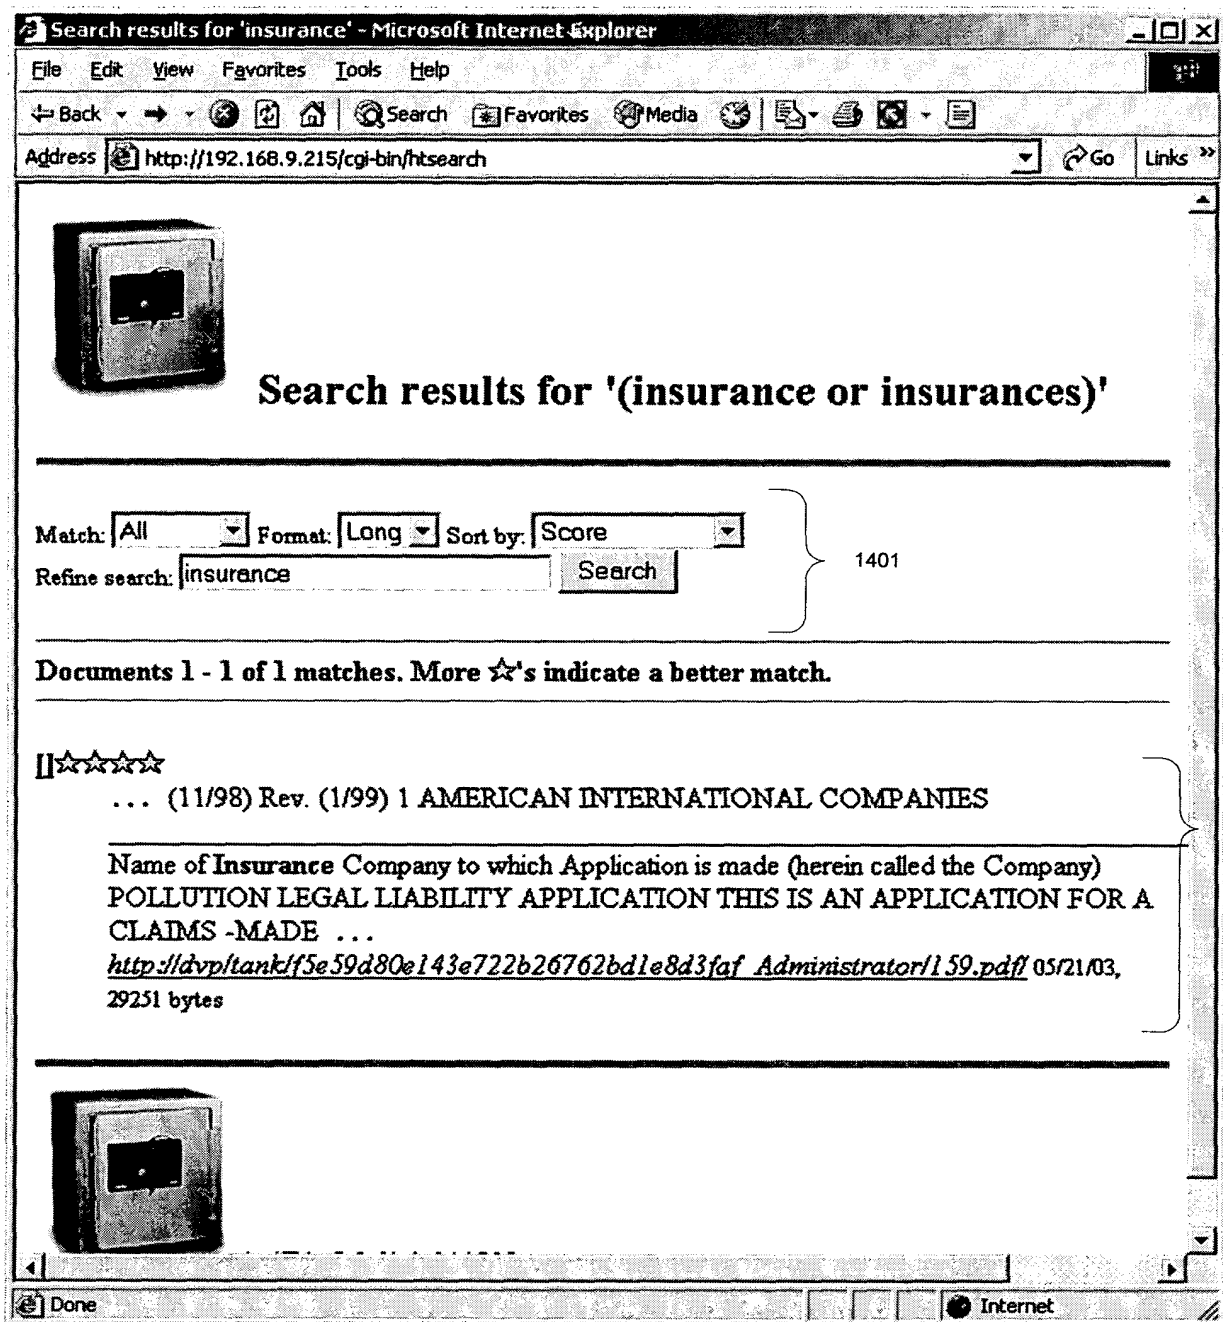 Search results for 'insurance' - Microsoft Internet Explorer
File Edit View Favorites Tools Help
Back Search Favorites Media
Address http://192.168.9.215/cgi-bin/htsearch Go Links »
Search results for '(insurance or insurances)'
Match: All Format: Long Sort by: Score
Refine search: insurance Search
1401
Documents 1 - 1 of 1 matches. More ☆'s indicate a better match.
[]☆☆☆☆
... (11/98) Rev. (1/99) 1 AMERICAN INTERNATIONAL COMPANIES
Name of Insurance Company to which Application is made (herein called the Company)
POLLUTION LEGAL LIABILITY APPLICATION THIS IS AN APPLICATION FOR A
CLAIMS -MADE ...
http://dvp/tank/f5e59d80e143e722b26762bd1e8d3faf_Administrator/159.pdf/ 05/21/03,
29251 bytes
Done Internet